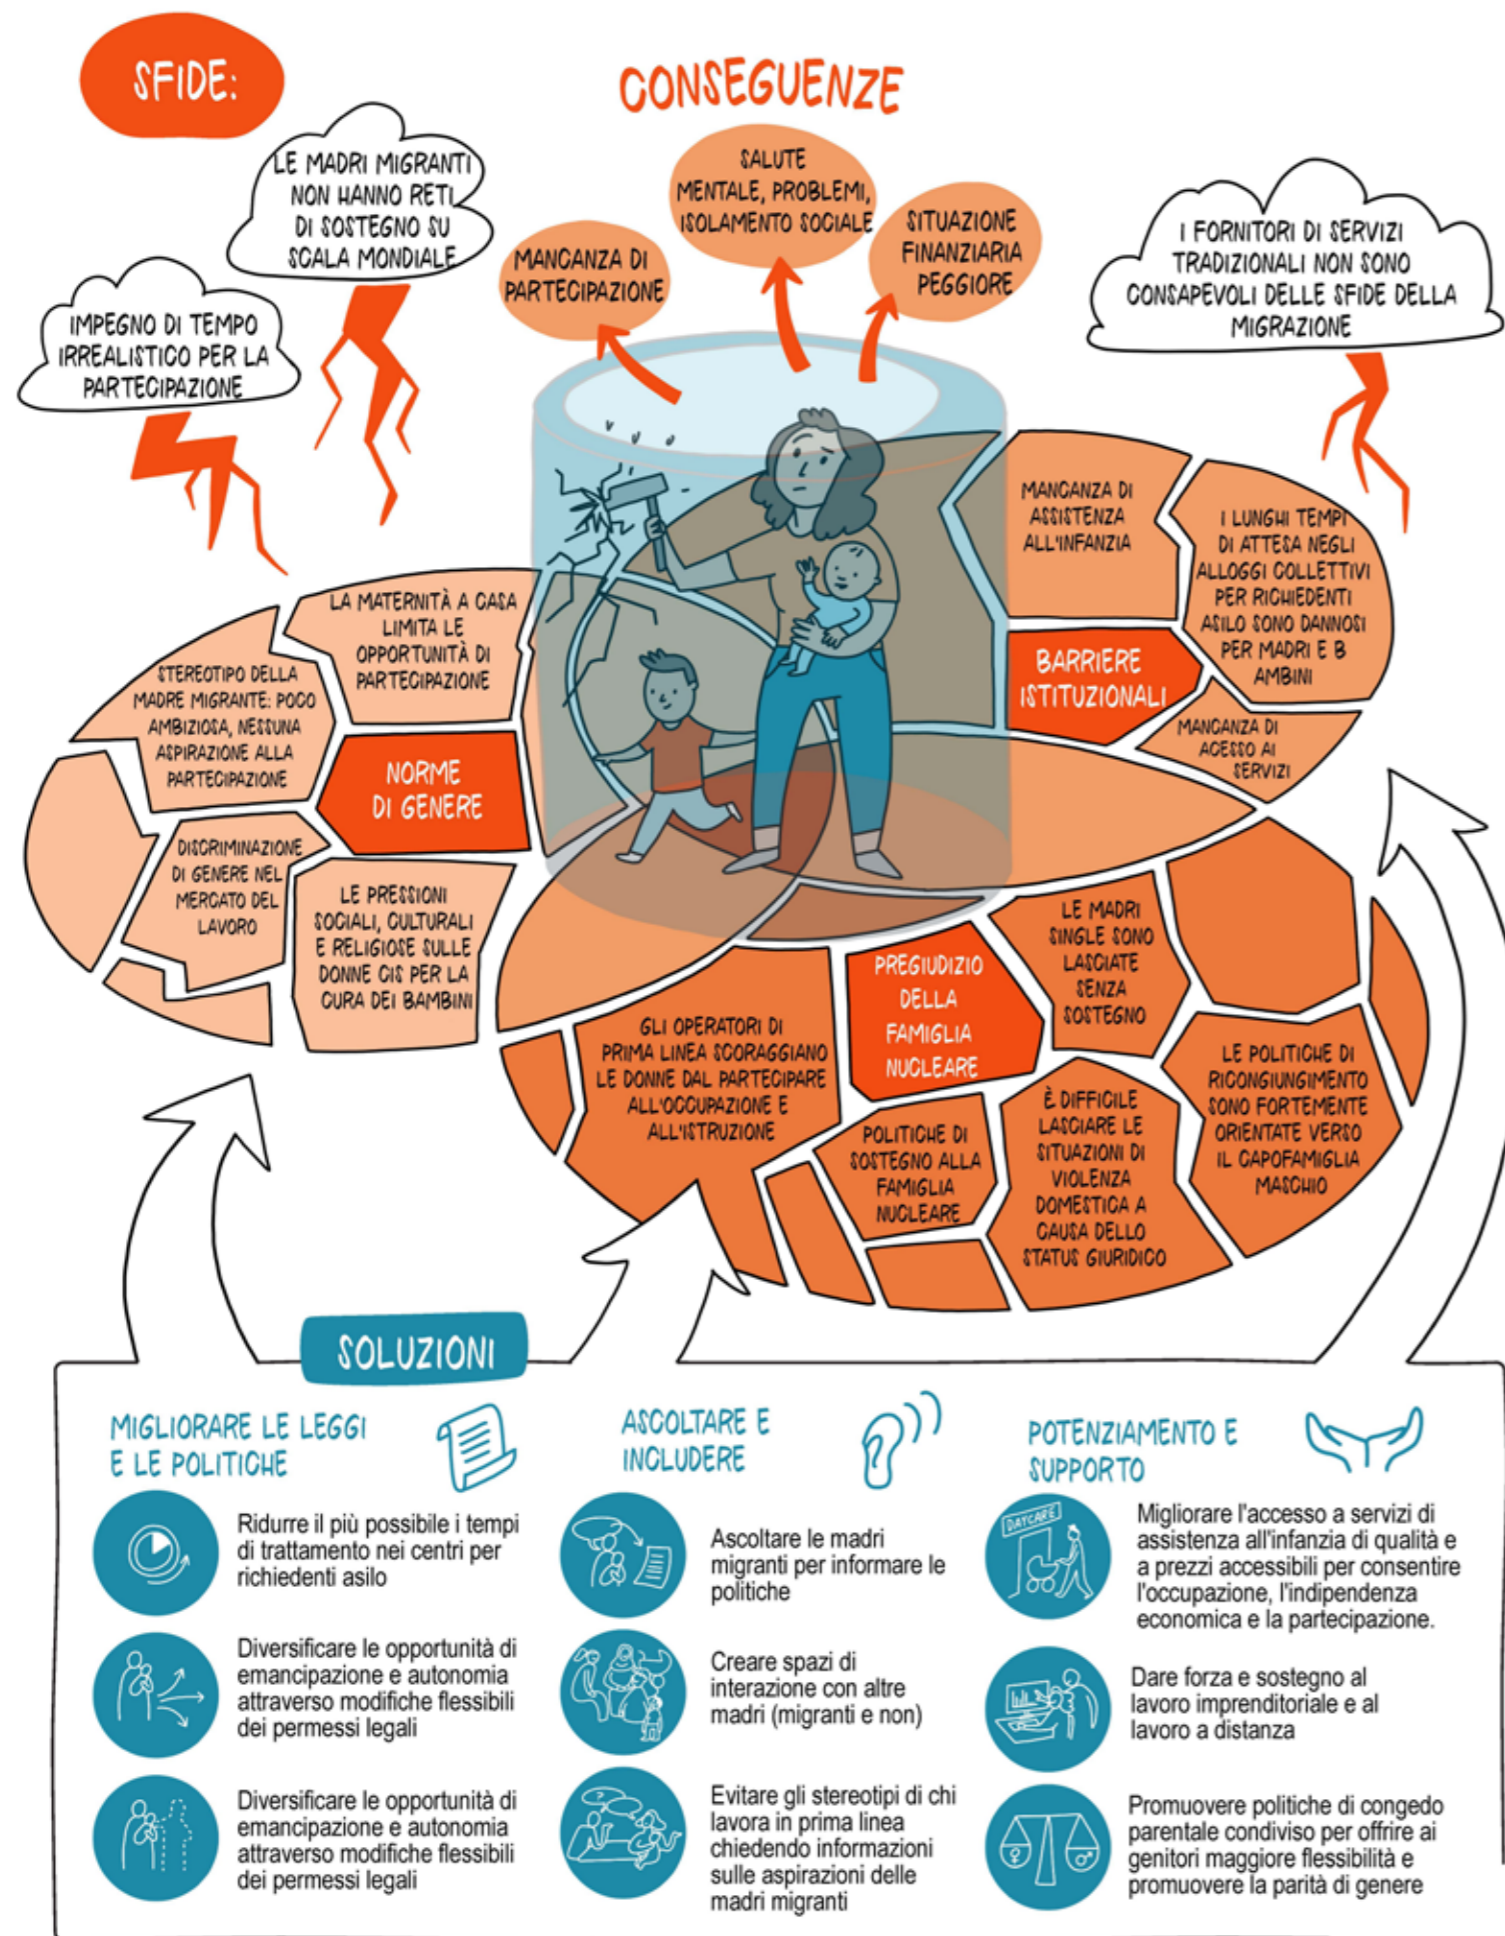 SFIDE:
CONSEGUENZE
LE MADRI MIGRANTI
NON HANNO RETI
DI SOSTEGNO SU
SCALA MONDIALE
IMPEGNO DI TEMPO
IRREALISTICO PER LA
PARTECIPAZIONE
MANCANZA DI
PARTECIPAZIONE
SALUTE
MENTALE, PROBLEMI,
ISOLAMENTO SOCIALE
SITUAZIONE
FINANZIARIA
PEGGIORE
I FORNITORI DI SERVIZI
TRADIZIONALI NON SONO
CONSAPEVOLI DELLE SFIDE DELLA
MIGRAZIONE
LA MATERNITÀ A CASA
LIMITA LE
OPPORTUNITÀ DI
PARTECIPAZIONE
STEREOTIPO DELLA
MADRE MIGRANTE: POCO
AMBIZIOSA, NESSUNA
ASPIRAZIONE ALLA
PARTECIPAZIONE
NORME
DI GENERE
DISCRIMINAZIONE
DI GENERE NEL
MERCATO DEL
LAVORO
LE PRESSIONI
SOCIALI, CULTURALI
E RELIGIOSE SULLE
DONNE CIS PER LA
CURA DEI BAMBINI
MANCANZA DI
ASSISTENZA
ALL'INFANZIA
I LUNGHI TEMPI
DI ATTESA NEGLI
ALLOGGI COLLETTIVI
PER RICHIEDENTI
ASILO SONO DANNOSI
PER MADRI E B
AMBINI
BARRIERE
ISTITUZIONALI
MANCANZA DI
ACESSO AI
SERVIZI
PREGIUDIZIO
DELLA
FAMIGLIA
NUCLEARE
LE MADRI
SINGLE SONO
LASCIATE
SENZA
SOSTEGNO
GLI OPERATORI DI
PRIMA LINEA SCORAGGIANO
LE DONNE DAL PARTECIPARE
ALL'OCCUPAZIONE E
ALL'ISTRUZIONE
POLITICHE DI
SOSTEGNO ALLA
FAMIGLIA
NUCLEARE
È DIFFICILE
LASCIARE LE
SITUAZIONI DI
VIOLENZA
DOMESTICA A
CAUSA DELLO
STATUS GIURIDICO
LE POLITICHE DI
RICONGIUNGIMENTO
SONO FORTEMENTE
ORIENTATE VERSO
IL CAPOFAMIGLIA
MASCHIO
SOLUZIONI
MIGLIORARE LE LEGGI
E LE POLITICHE
Ridurre il più possibile i tempi
di trattamento nei centri per
richiedenti asilo
Diversificare le opportunità di
emancipazione e autonomia
attraverso modifiche flessibili
dei permessi legali
Diversificare le opportunità di
emancipazione e autonomia
attraverso modifiche flessibili
dei permessi legali
ASCOLTARE E
INCLUDERE
Ascoltare le madri
migranti per informare le
politiche
Creare spazi di
interazione con altre
madri (migranti e non)
Evitare gli stereotipi di chi
lavora in prima linea
chiedendo informazioni
sulle aspirazioni delle
madri migranti
POTENZIAMENTO E
SUPPORTO
DAYCARE
Migliorare l'accesso a servizi di
assistenza all'infanzia di qualità e
a prezzi accessibili per consentire
l'occupazione, l'indipendenza
economica e la partecipazione.
Dare forza e sostegno al
lavoro imprenditoriale e al
lavoro a distanza
Promuovere politiche di congedo
parentale condiviso per offrire ai
genitori maggiore flessibilità e
promuovere la parità di genere